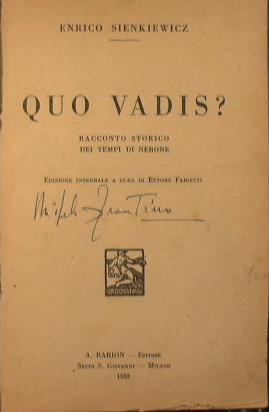 ENRICO SIENKIEWICZ
QUO VADIS?
RACCONTO STORICO
DEI TEMPI DI NERONE
EDIZIONE INTEGRALE A CURA DI ETTORE FABIETTI
A. BARION — EDITORE
SESTO S. GIOVANNI — MILANO
1932